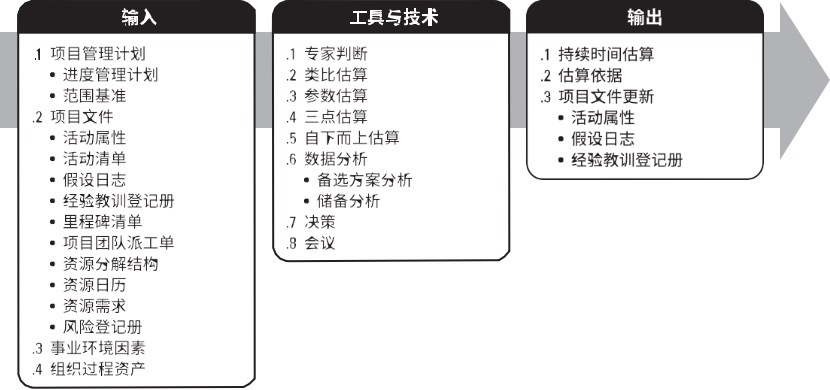 输入
.1 项目管理计划
• 进度管理计划
• 范围基准
.2 项目文件
• 活动属性
• 活动清单
• 假设日志
• 经验教训登记册
• 里程碑清单
• 项目团队派工单
• 资源分解结构
• 资源日历
• 资源需求
• 风险登记册
.3 事业环境因素
.4 组织过程资产
工具与技术
.1 专家判断
.2 类比估算
.3 参数估算
.4 三点估算
.5 自下而上估算
.6 数据分析
• 备选方案分析
• 储备分析
.7 决策
.8 会议
输出
.1 持续时间估算
.2 估算依据
.3 项目文件更新
• 活动属性
• 假设日志
• 经验教训登记册